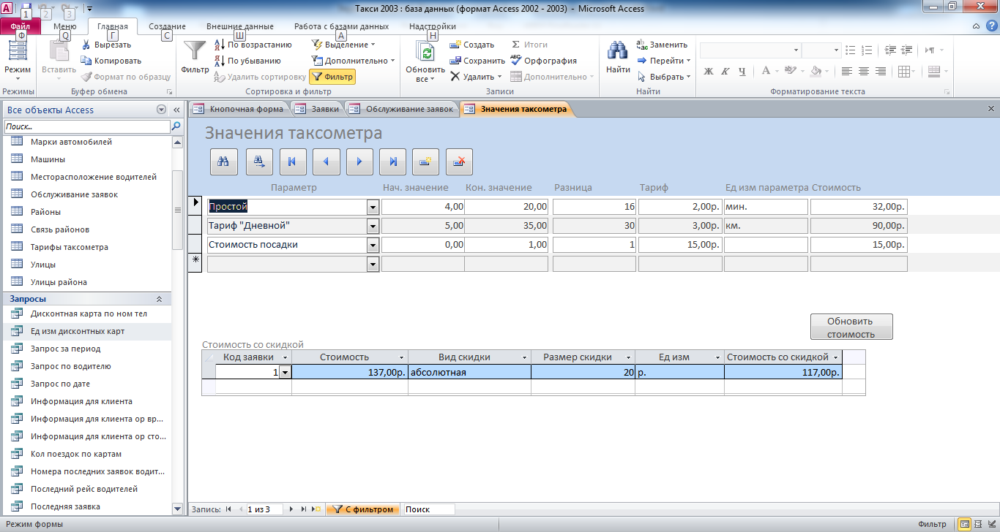 Такси 2003 : база данных (формат Access 2002 - 2003) - Microsoft Access
1 2 3
Файл Меню Главная Создание Внешние данные Работа с базами данных Надстройки
Ф Q Г С Ш А Н
Режим
Режимы
Вставить
Вырезать
Копировать
Формат по образцу
Буфер обмена
Фильтр
По возрастанию
По убыванию
Удалить сортировку
Выделение
Дополнительно
Фильтр
Сортировка и фильтр
Обновить
все
Создать
Сохранить
Удалить
Итоги
Орфография
Дополнительно
Записи
Найти
Заменить
Перейти
Выбрать
Найти
Ж К Ч
Форматирование текста
Все объекты Access
Поиск...
Марки автомобилей
Машины
Месторасположение водителей
Обслуживание заявок
Районы
Связь районов
Тарифы таксометра
Улицы
Улицы района
Запросы
Дисконтная карта по ном тел
Ед изм дисконтных карт
Запрос за период
Запрос по водителю
Запрос по дате
Информация для клиента
Информация для клиента ор вр...
Информация для клиента ор сто...
Кол поездок по картам
Номера последних заявок водит...
Последний рейс водителей
Последняя заявка
Кнопочная форма Заявки Обслуживание заявок Значения таксометра
Значения таксометра
Параметр Нач. значение Кон. значение Разница Тариф Ед изм параметра Стоимость
Простой 4,00 20,00 16 2,00р. мин. 32,00р.
Тариф "Дневной" 5,00 35,00 30 3,00р. км. 90,00р.
Стоимость посадки 0,00 1,00 1 15,00р. 15,00р.
Обновить
стоимость
Стоимость со скидкой
Код заявки Стоимость Вид скидки Размер скидки Ед изм Стоимость со скидкой
1 137,00р. абсолютная 20 р. 117,00р.
Запись: 1 из 3 С фильтром Поиск
Режим формы Фильтр